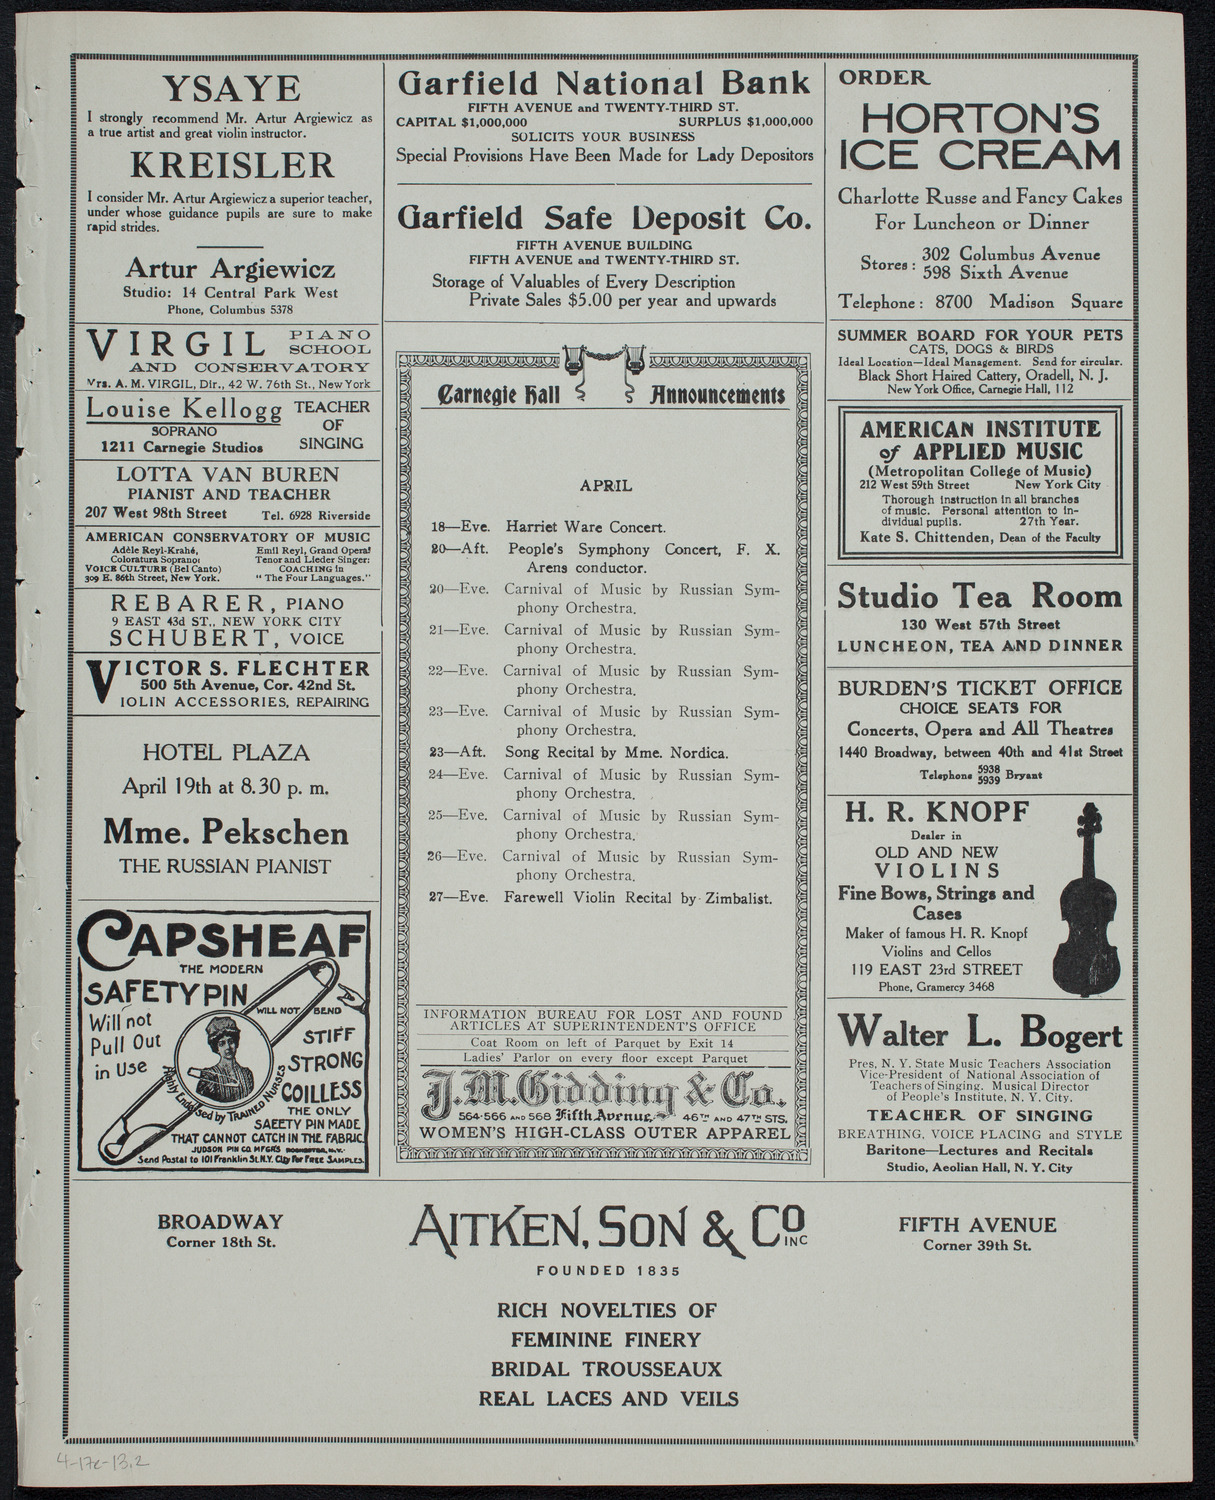 YSAYE
I strongly recommend Mr. Artur Argiewicz as
a true artist and great violin instructor.
KREISLER
I consider Mr. Artur Argiewicz a superior teacher,
under whose guidance pupils are sure to make
rapid strides.
Artur Argiewicz
Studio: 14 Central Park West
Phone, Columbus 5378
VIRGIL PIANO
SCHOOL
AND CONSERVATORY
Mrs. A. M. VIRGIL, Dir., 42 W. 76th St., New York
Louise Kellogg TEACHER
SOPRANO OF
1211 Carnegie Studios SINGING
LOTTA VAN BUREN
PIANIST AND TEACHER
207 West 98th Street Tel. 6928 Riverside
AMERICAN CONSERVATORY OF MUSIC
Adèle Reyl-Krahé, Emil Reyl, Grand Opera!
Coloratura Soprano: Tenor and Lieder Singer:
VOICE CULTURE (Bel Canto) COACHING in
309 E. 86th Street, New York. "The Four Languages."
REBARER, PIANO
9 EAST 43d ST., NEW YORK CITY
SCHUBERT, VOICE
VICTOR S. FLECHTER
500 5th Avenue, Cor. 42nd St.
IOLIN ACCESSORIES, REPAIRING
HOTEL PLAZA
April 19th at 8.30 p. m.
Mme. Pekschen
THE RUSSIAN PIANIST
CAPSHEAF
THE MODERN
SAFETY PIN
WILL NOT BEND
Will not
Pull Out
in Use
STIFF
STRONG
COILLESS
Highly Endorsed by TRAINED NURSES
THE ONLY
SAFETY PIN MADE
THAT CANNOT CATCH IN THE FABRIC
JUDSON PIN CO. MFGRS ROCHESTER, N.Y.
Send Postal to 101 Franklin St. N.Y. City for FREE SAMPLES.
Garfield National Bank
FIFTH AVENUE and TWENTY-THIRD ST.
CAPITAL $1,000,000 SURPLUS $1,000,000
SOLICITS YOUR BUSINESS
Special Provisions Have Been Made for Lady Depositors
Garfield Safe Deposit Co.
FIFTH AVENUE BUILDING
FIFTH AVENUE and TWENTY-THIRD ST.
Storage of Valuables of Every Description
Private Sales $5.00 per year and upwards
Carnegie Hall Announcements
APRIL
18—Eve. Harriet Ware Concert.
20—Aft. People's Symphony Concert, F. X.
Arens conductor.
20—Eve. Carnival of Music by Russian Sym-
phony Orchestra.
21—Eve. Carnival of Music by Russian Sym-
phony Orchestra.
22—Eve. Carnival of Music by Russian Sym-
phony Orchestra.
23—Eve. Carnival of Music by Russian Sym-
phony Orchestra.
23—Aft. Song Recital by Mme. Nordica.
24—Eve. Carnival of Music by Russian Sym-
phony Orchestra.
25—Eve. Carnival of Music by Russian Sym-
phony Orchestra.
26—Eve. Carnival of Music by Russian Sym-
phony Orchestra.
27—Eve. Farewell Violin Recital by Zimbalist.
INFORMATION BUREAU FOR LOST AND FOUND
ARTICLES AT SUPERINTENDENT'S OFFICE
Coat Room on left of Parquet by Exit 14
Ladies' Parlor on every floor except Parquet
J.M. Gidding & Co.
564-566 AND 568 Fifth Avenue, 46TH AND 47TH STS.
WOMEN'S HIGH-CLASS OUTER APPAREL
ORDER
HORTON'S
ICE CREAM
Charlotte Russe and Fancy Cakes
For Luncheon or Dinner
Stores: 302 Columbus Avenue
598 Sixth Avenue
Telephone: 8700 Madison Square
SUMMER BOARD FOR YOUR PETS
CATS, DOGS & BIRDS
Ideal Location—Ideal Management. Send for circular.
Black Short Haired Cattery, Oradell, N. J.
New York Office, Carnegie Hall, 112
AMERICAN INSTITUTE
of APPLIED MUSIC
(Metropolitan College of Music)
212 West 59th Street New York City
Thorough instruction in all branches
of music. Personal attention to in-
dividual pupils. 27th Year.
Kate S. Chittenden, Dean of the Faculty
Studio Tea Room
130 West 57th Street
LUNCHEON, TEA AND DINNER
BURDEN'S TICKET OFFICE
CHOICE SEATS FOR
Concerts, Opera and All Theatres
1440 Broadway, between 40th and 41st Street
Telephone 5938
5939 Bryant
H. R. KNOPF
Dealer in
OLD AND NEW
VIOLINS
Fine Bows, Strings and
Cases
Maker of famous H. R. Knopf
Violins and Cellos
119 EAST 23rd STREET
Phone, Gramercy 3468
Walter L. Bogert
Pres. N. Y. State Music Teachers Association
Vice-President of National Association of
Teachers of Singing. Musical Director
of People's Institute, N. Y. City.
TEACHER OF SINGING
BREATHING, VOICE PLACING and STYLE
Baritone—Lectures and Recitals
Studio, Aeolian Hall, N. Y. City
BROADWAY
Corner 18th St.
AITKEN, SON & CO INC
FOUNDED 1835
FIFTH AVENUE
Corner 39th St.
RICH NOVELTIES OF
FEMININE FINERY
BRIDAL TROUSSEAUX
REAL LACES AND VEILS
4-17e-13.2